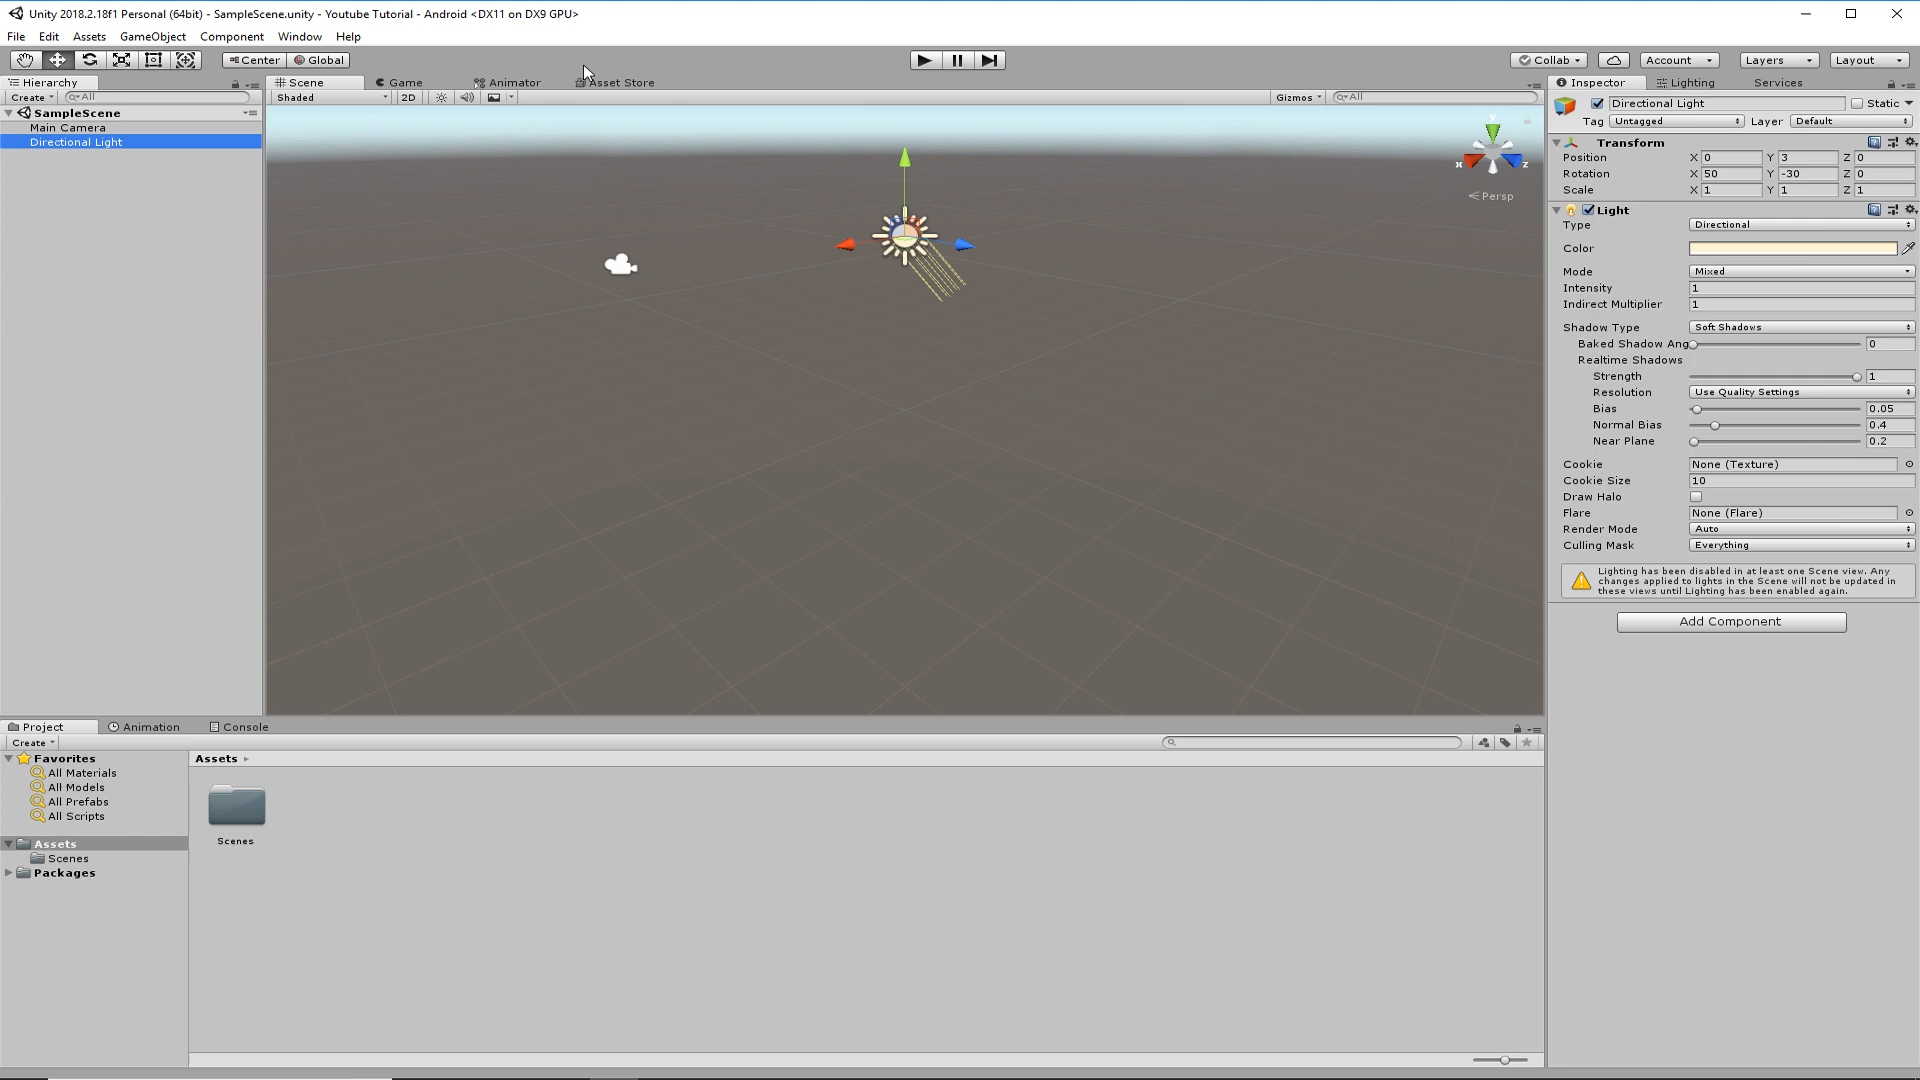 Unity 2018.2.18f1 Personal (64bit) - SampleScene.unity - Youtube Tutorial - Android <DX11 on DX9 GPU>
File Edit Assets GameObject Component Window Help
Center Global Collab Account Layers Layout
Hierarchy
Create All
SampleScene
Main Camera
Directional Light
Scene Game Animator Asset Store
Shaded 2D Gizmos All
y
x z
Persp
Inspector Lighting Services
Directional Light Static
Tag Untagged Layer Default
Transform
Position X 0 Y 3 Z 0
Rotation X 50 Y -30 Z 0
Scale X 1 Y 1 Z 1
Light
Type Directional
Color
Mode Mixed
Intensity 1
Indirect Multiplier 1
Shadow Type Soft Shadows
Baked Shadow Ang 0
Realtime Shadows
Strength 1
Resolution Use Quality Settings
Bias 0.05
Normal Bias 0.4
Near Plane 0.2
Cookie None (Texture)
Cookie Size 10
Draw Halo
Flare None (Flare)
Render Mode Auto
Culling Mask Everything
Lighting has been disabled in at least one Scene view. Any
changes applied to lights in the Scene will not be updated in
these views until Lighting has been enabled again.
Add Component
Project Animation Console
Create
Favorites
All Materials
All Models
All Prefabs
All Scripts
Assets
Scenes
Packages
Assets
Scenes